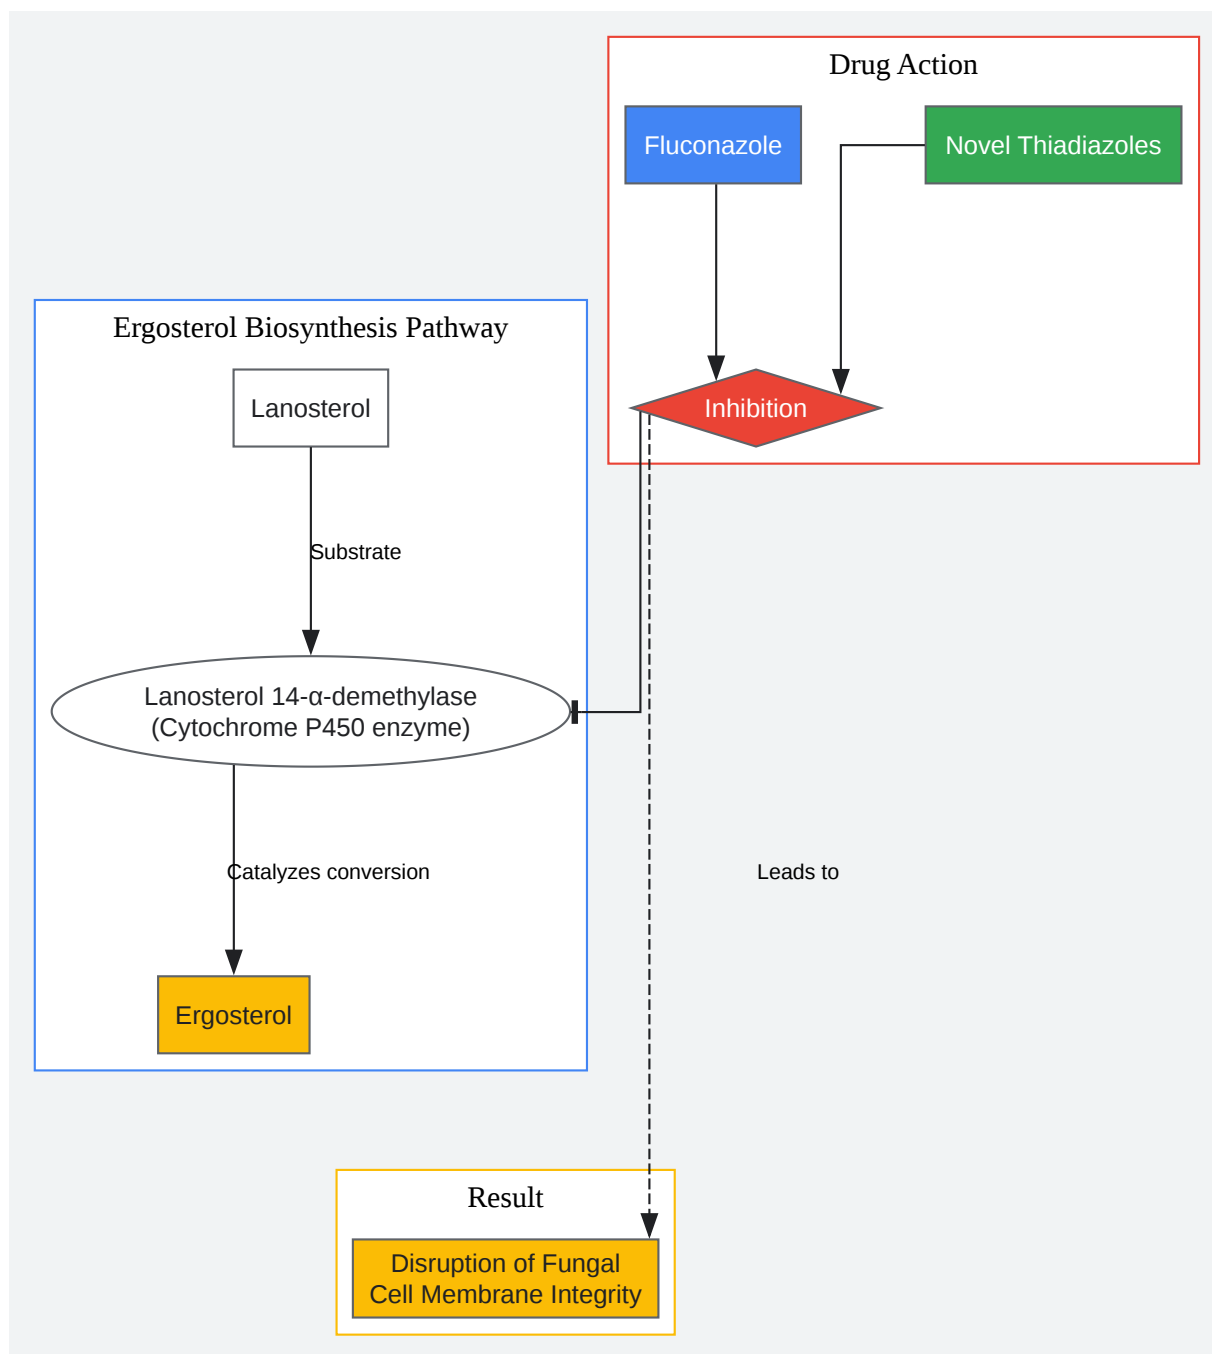 Drug Action
Fluconazole
Novel Thiadiazoles
Inhibition
Ergosterol Biosynthesis Pathway
Lanosterol
Substrate
Lanosterol 14-α-demethylase
(Cytochrome P450 enzyme)
Catalyzes conversion
Leads to
Ergosterol
Result
Disruption of Fungal
Cell Membrane Integrity